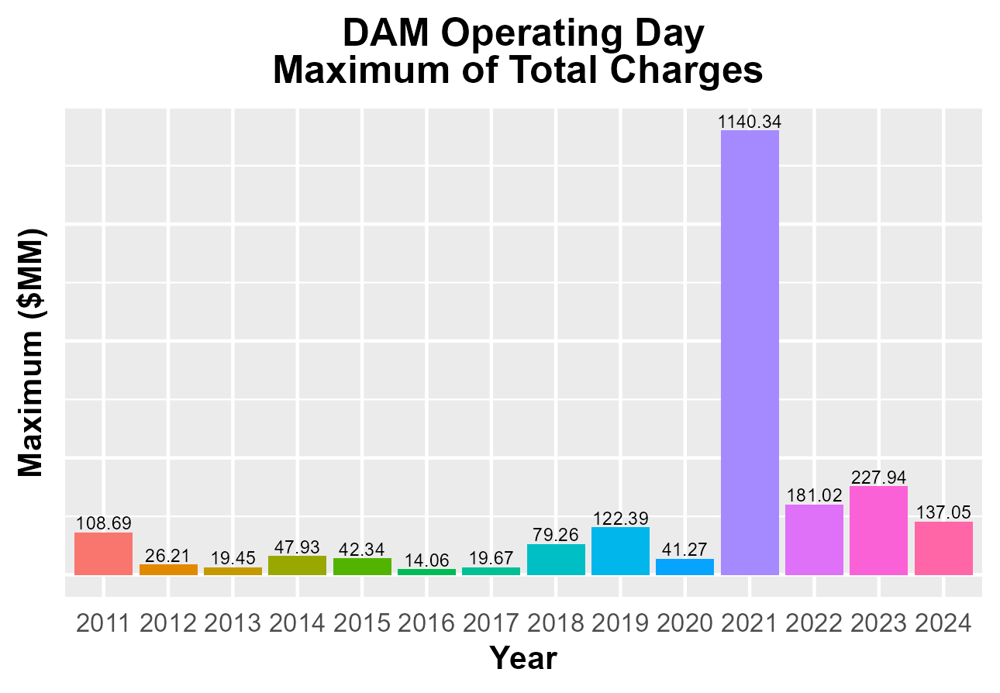 DAM Operating Day
Maximum of Total Charges
Maximum ($MM)
1140.34
227.94
181.02
137.05
122.39
108.69
79.26
47.93
42.34
41.27
26.21
19.45
14.06
19.67
2011 2012 2013 2014 2015 2016 2017 2018 2019 2020 2021 2022 2023 2024
Year